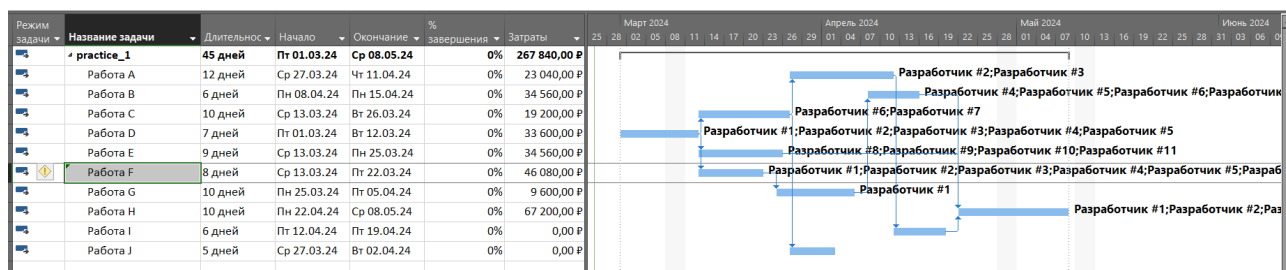 Режим задачи Название задачи Длительнос Начало Окончание % завершения Затраты
Март 2024 Апрель 2024 Май 2024 Июнь 2024
25 28 02 05 08 11 14 17 20 23 26 29 01 04 07 10 13 16 19 22 25 28 01 04 07 10 13 16 19 22 25 28 31 03 06 09
practice_1 45 дней Пт 01.03.24 Ср 08.05.24 0% 267 840,00 ₽
Работа A 12 дней Ср 27.03.24 Чт 11.04.24 0% 23 040,00 ₽ Разработчик #2;Разработчик #3
Работа B 6 дней Пн 08.04.24 Пн 15.04.24 0% 34 560,00 ₽ Разработчик #4;Разработчик #5;Разработчик #6;Разработчик
Работа C 10 дней Ср 13.03.24 Вт 26.03.24 0% 19 200,00 ₽ Разработчик #6;Разработчик #7
Работа D 7 дней Пт 01.03.24 Вт 12.03.24 0% 33 600,00 ₽ Разработчик #1;Разработчик #2;Разработчик #3;Разработчик #4;Разработчик #5
Работа E 9 дней Ср 13.03.24 Пн 25.03.24 0% 34 560,00 ₽ Разработчик #8;Разработчик #9;Разработчик #10;Разработчик #11
Работа F 8 дней Ср 13.03.24 Пт 22.03.24 0% 46 080,00 ₽ Разработчик #1;Разработчик #2;Разработчик #3;Разработчик #4;Разработчик #5;Разраб
Работа G 10 дней Пн 25.03.24 Пт 05.04.24 0% 9 600,00 ₽ Разработчик #1
Работа H 10 дней Пн 22.04.24 Ср 08.05.24 0% 67 200,00 ₽ Разработчик #1;Разработчик #2;Раз
Работа I 6 дней Пт 12.04.24 Пт 19.04.24 0% 0,00 ₽
Работа J 5 дней Ср 27.03.24 Вт 02.04.24 0% 0,00 ₽